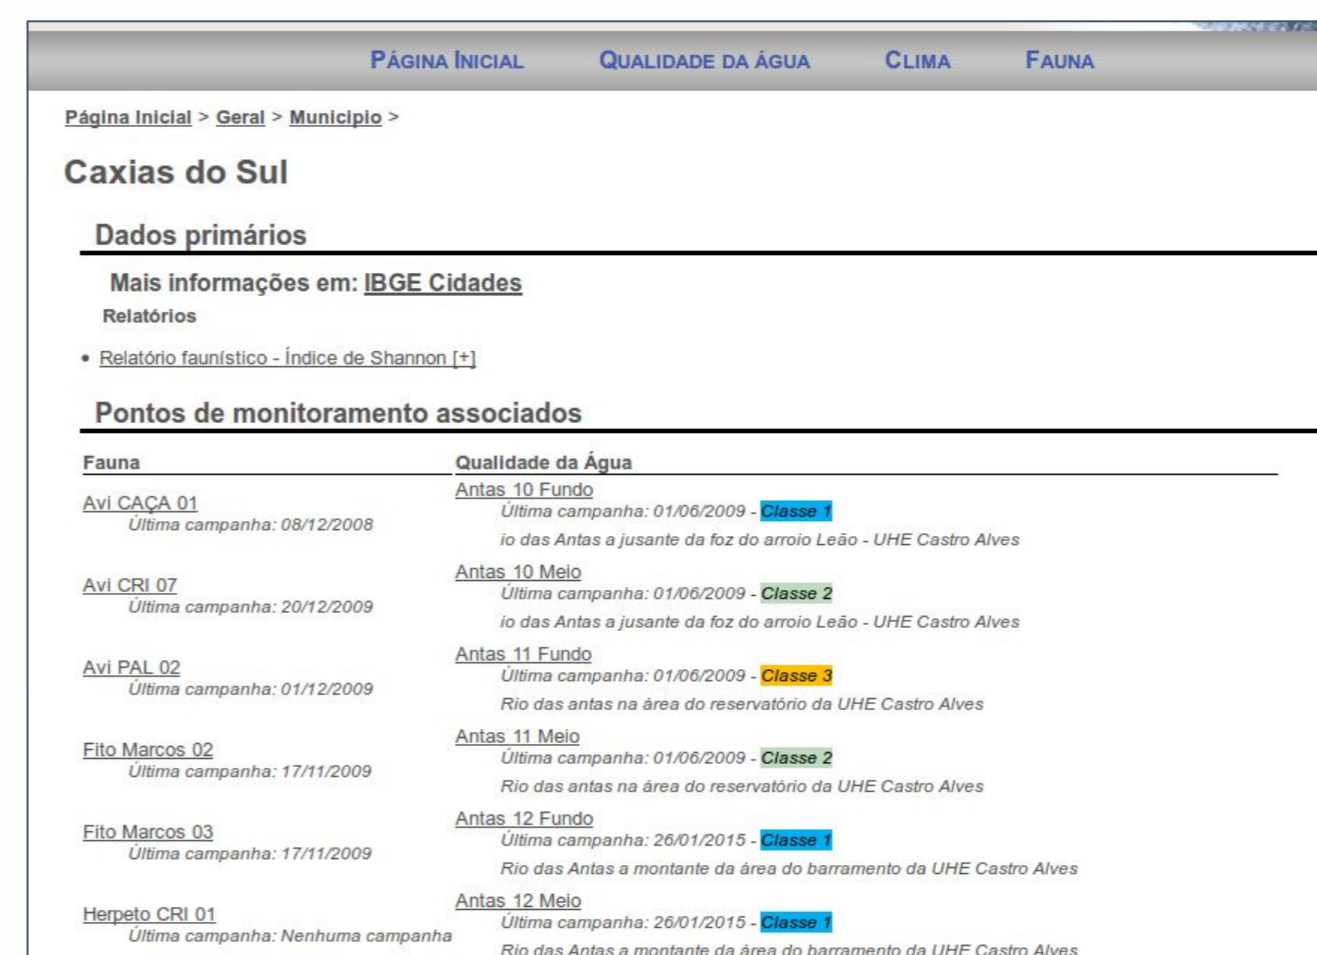 PÁGINA INICIAL QUALIDADE DA ÁGUA CLIMA FAUNA
Página Inicial > Geral > Municipio >
Caxias do Sul
Dados primários
Mais informações em: IBGE Cidades
Relatórios
• Relatório faunístico - Índice de Shannon [+]
Pontos de monitoramento associados
Fauna
Avi CAÇA 01
Última campanha: 08/12/2008
Avi CRI 07
Última campanha: 20/12/2009
Avi PAL 02
Última campanha: 01/12/2009
Fito Marcos 02
Última campanha: 17/11/2009
Fito Marcos 03
Última campanha: 17/11/2009
Herpeto CRI 01
Última campanha: Nenhuma campanha
Qualidade da Água
Antas 10 Fundo
Última campanha: 01/06/2009 - Classe 1
io das Antas a jusante da foz do arroio Leão - UHE Castro Alves
Antas 10 Meio
Última campanha: 01/06/2009 - Classe 2
io das Antas a jusante da foz do arroio Leão - UHE Castro Alves
Antas 11 Fundo
Última campanha: 01/06/2009 - Classe 3
Rio das antas na área do reservatório da UHE Castro Alves
Antas 11 Meio
Última campanha: 01/06/2009 - Classe 2
Rio das antas na área do reservatório da UHE Castro Alves
Antas 12 Fundo
Última campanha: 26/01/2015 - Classe 1
Rio das Antas a montante da área do barramento da UHE Castro Alves
Antas 12 Meio
Última campanha: 26/01/2015 - Classe 1
Rio das Antas a montante da área do barramento da UHE Castro Alves